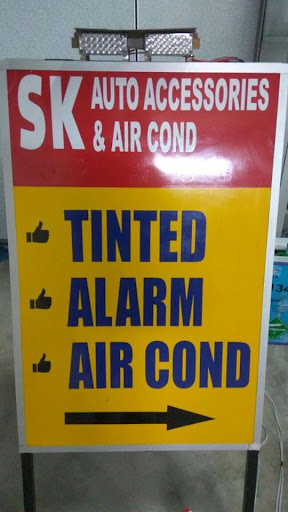 SK AUTO ACCESSORIES
& AIR COND
TINTED
ALARM
AIR COND